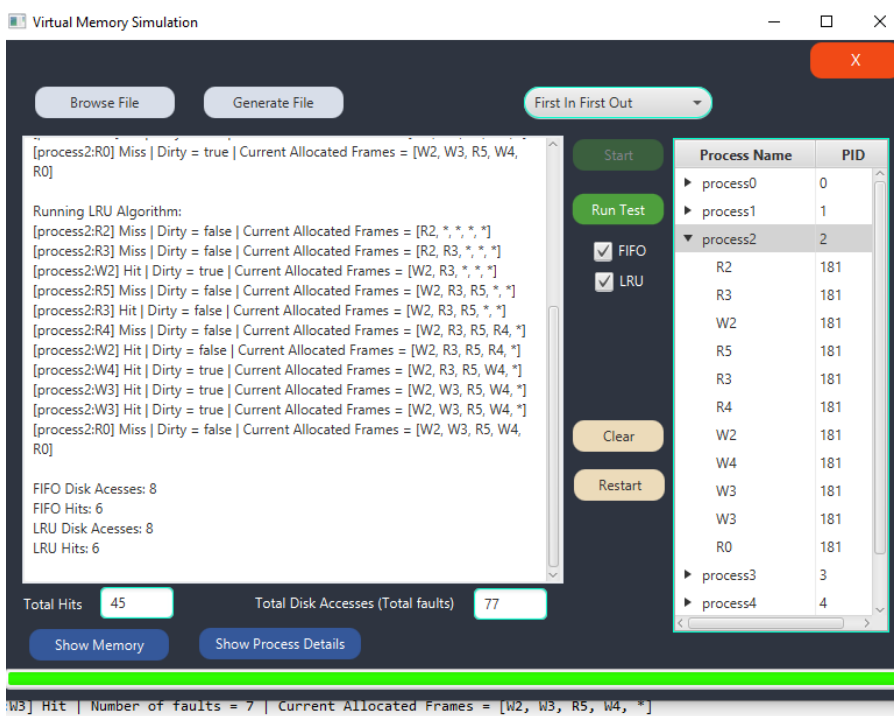 Virtual Memory Simulation
X
Browse File
Generate File
First In First Out
[process2:R0] Miss | Dirty = true | Current Allocated Frames = [W2, W3, R5, W4,
R0]
Running LRU Algorithm:
[process2:R2] Miss | Dirty = false | Current Allocated Frames = [R2, *, *, *, *]
[process2:R3] Miss | Dirty = false | Current Allocated Frames = [R2, R3, *, *, *]
[process2:W2] Hit | Dirty = true | Current Allocated Frames = [W2, R3, *, *, *]
[process2:R5] Miss | Dirty = false | Current Allocated Frames = [W2, R3, R5, *, *]
[process2:R3] Hit | Dirty = false | Current Allocated Frames = [W2, R3, R5, *, *]
[process2:R4] Miss | Dirty = false | Current Allocated Frames = [W2, R3, R5, R4, *]
[process2:W2] Hit | Dirty = false | Current Allocated Frames = [W2, R3, R5, R4, *]
[process2:W4] Hit | Dirty = true | Current Allocated Frames = [W2, R3, R5, W4, *]
[process2:W3] Hit | Dirty = true | Current Allocated Frames = [W2, W3, R5, W4, *]
[process2:W3] Hit | Dirty = true | Current Allocated Frames = [W2, W3, R5, W4, *]
[process2:R0] Miss | Dirty = false | Current Allocated Frames = [W2, W3, R5, W4,
R0]
FIFO Disk Acesses: 8
FIFO Hits: 6
LRU Disk Acesses: 8
LRU Hits: 6
Start
Run Test
FIFO
LRU
Clear
Restart
Process Name PID
process0 0
process1 1
process2 2
R2 181
R3 181
W2 181
R5 181
R3 181
R4 181
W2 181
W4 181
W3 181
W3 181
R0 181
process3 3
process4 4
Total Hits 45 Total Disk Accesses (Total faults) 77
Show Memory
Show Process Details
:W3] Hit | Number of faults = 7 | Current Allocated Frames = [W2, W3, R5, W4, *]